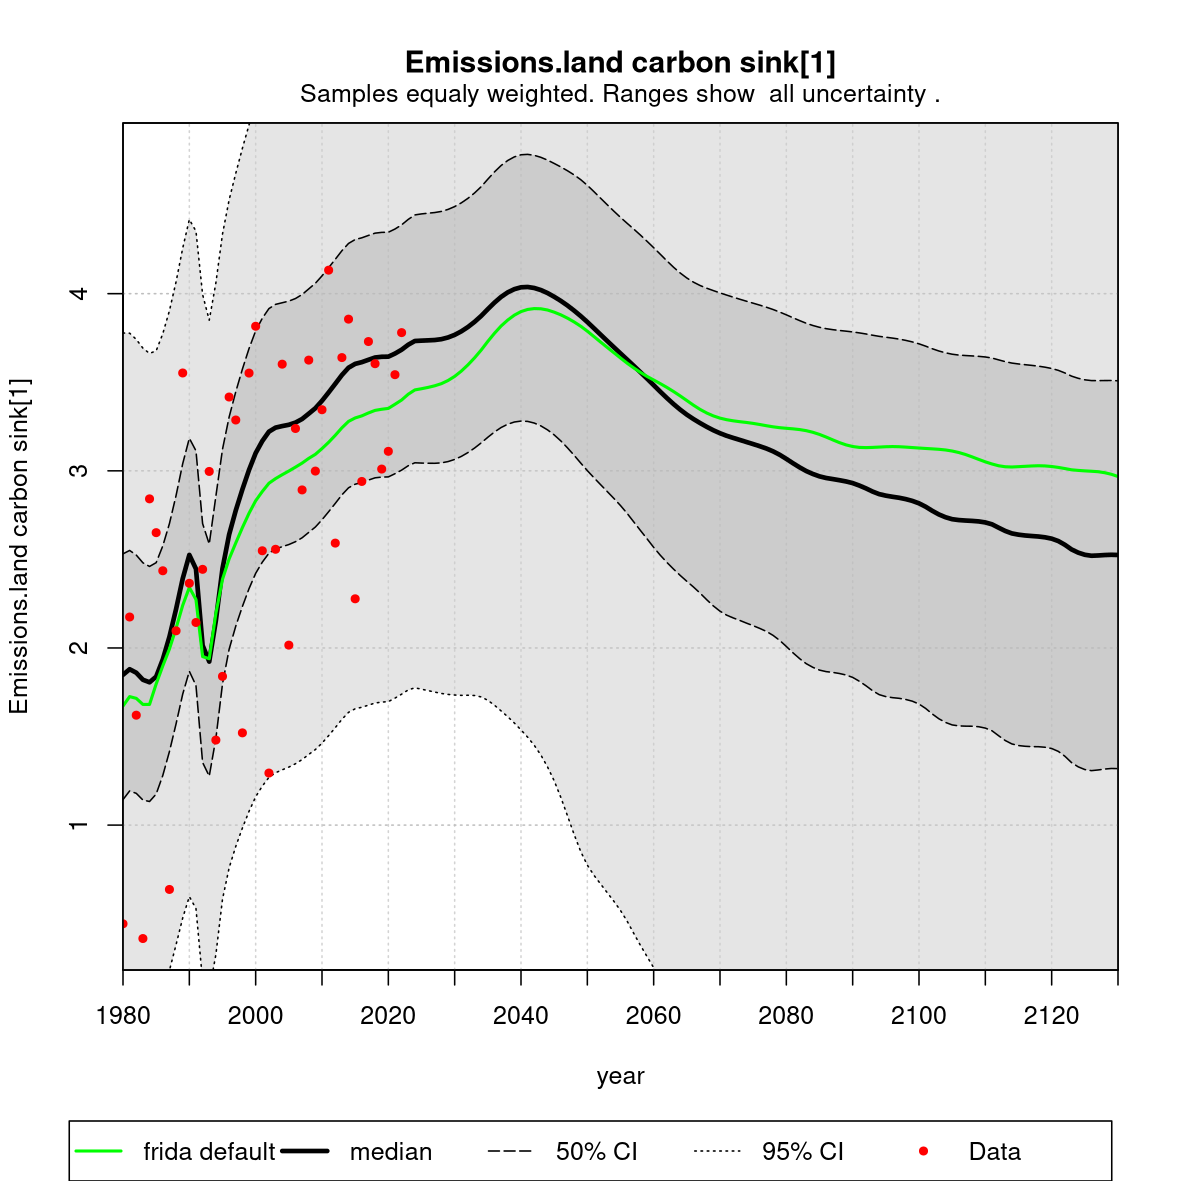 Emissions.land carbon sink[1]
Samples equaly weighted. Ranges show  all uncertainty .
Emissions.land carbon sink[1]
4
3
2
1
1980 2000 2020 2040 2060 2080 2100 2120
year
frida default median 50% CI 95% CI Data